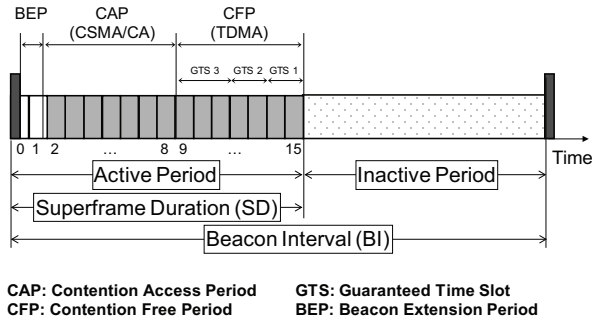 BEP CAP CFP
(CSMA/CA) (TDMA)
GTS 3 GTS 2 GTS 1
0 1 2 ... 8 9 ... 15
Time
Active Period Inactive Period
Superframe Duration (SD)
Beacon Interval (BI)
CAP: Contention Access Period GTS: Guaranteed Time Slot
CFP: Contention Free Period BEP: Beacon Extension Period